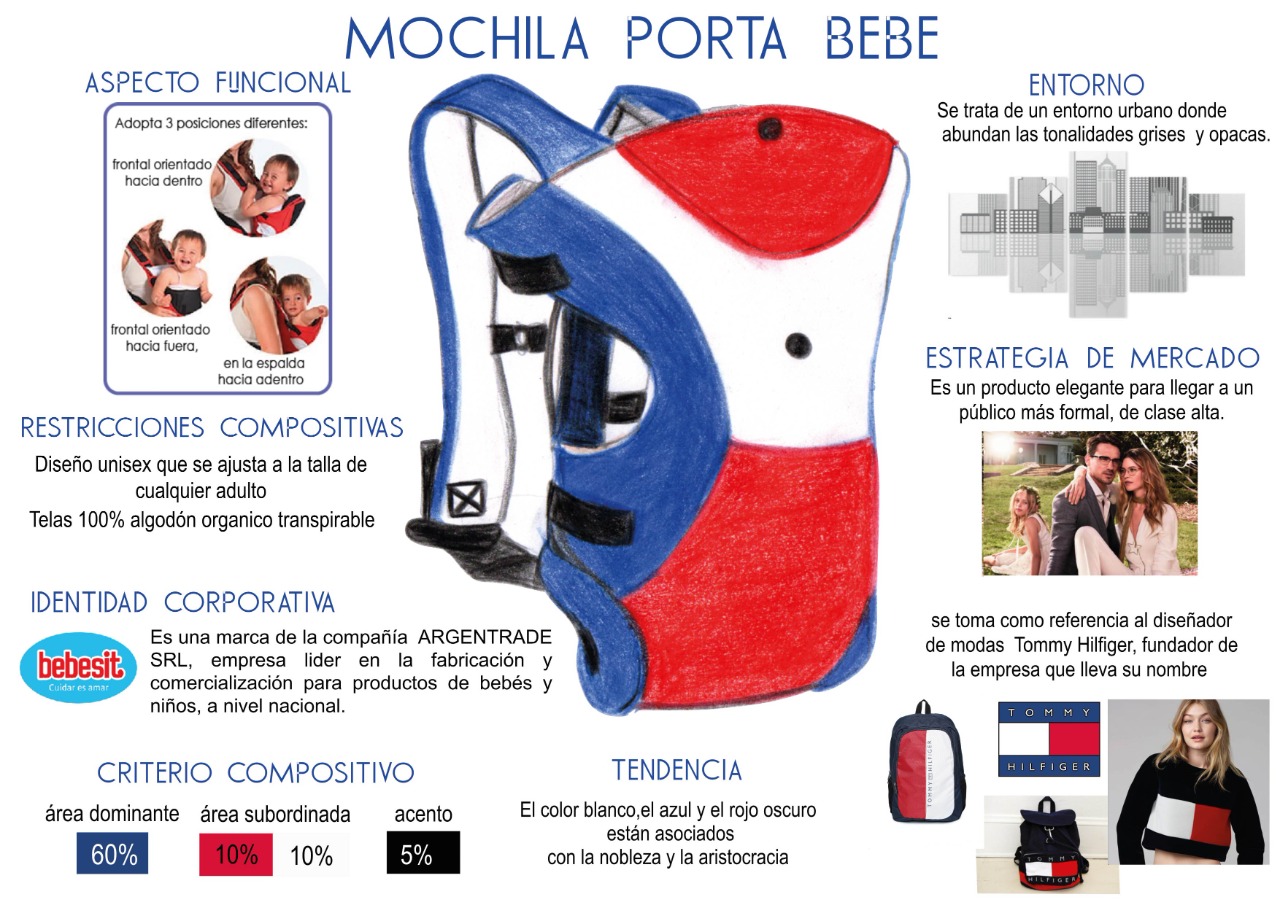 MOCHILA PORTA BEBE
ASPECTO FUNCIONAL
Adopta 3 posiciones diferentes:
frontal orientado
hacia dentro
frontal orientado
hacia fuera,
en la espalda
hacia adentro
RESTRICCIONES COMPOSITIVAS
Diseño unisex que se ajusta a la talla de
cualquier adulto
Telas 100% algodón organico transpirable
IDENTIDAD CORPORATIVA
bebesit
Cuidar es amar
Es una marca de la compañía ARGENTRADE
SRL, empresa lider en la fabricación y
comercialización para productos de bebés y
niños, a nivel nacional.
CRITERIO COMPOSITIVO
área dominante
área subordinada
acento
60%
10%
10%
5%
TENDENCIA
El color blanco,el azul y el rojo oscuro
están asociados
con la nobleza y la aristocracia
ENTORNO
Se trata de un entorno urbano donde
abundan las tonalidades grises y opacas.
ESTRATEGIA DE MERCADO
Es un producto elegante para llegar a un
público más formal, de clase alta.
se toma como referencia al diseñador
de modas Tommy Hilfiger, fundador de
la empresa que lleva su nombre
TOMMY HILFIGER
TOMMY
HILFIGER
TOMMY
HILFIGER